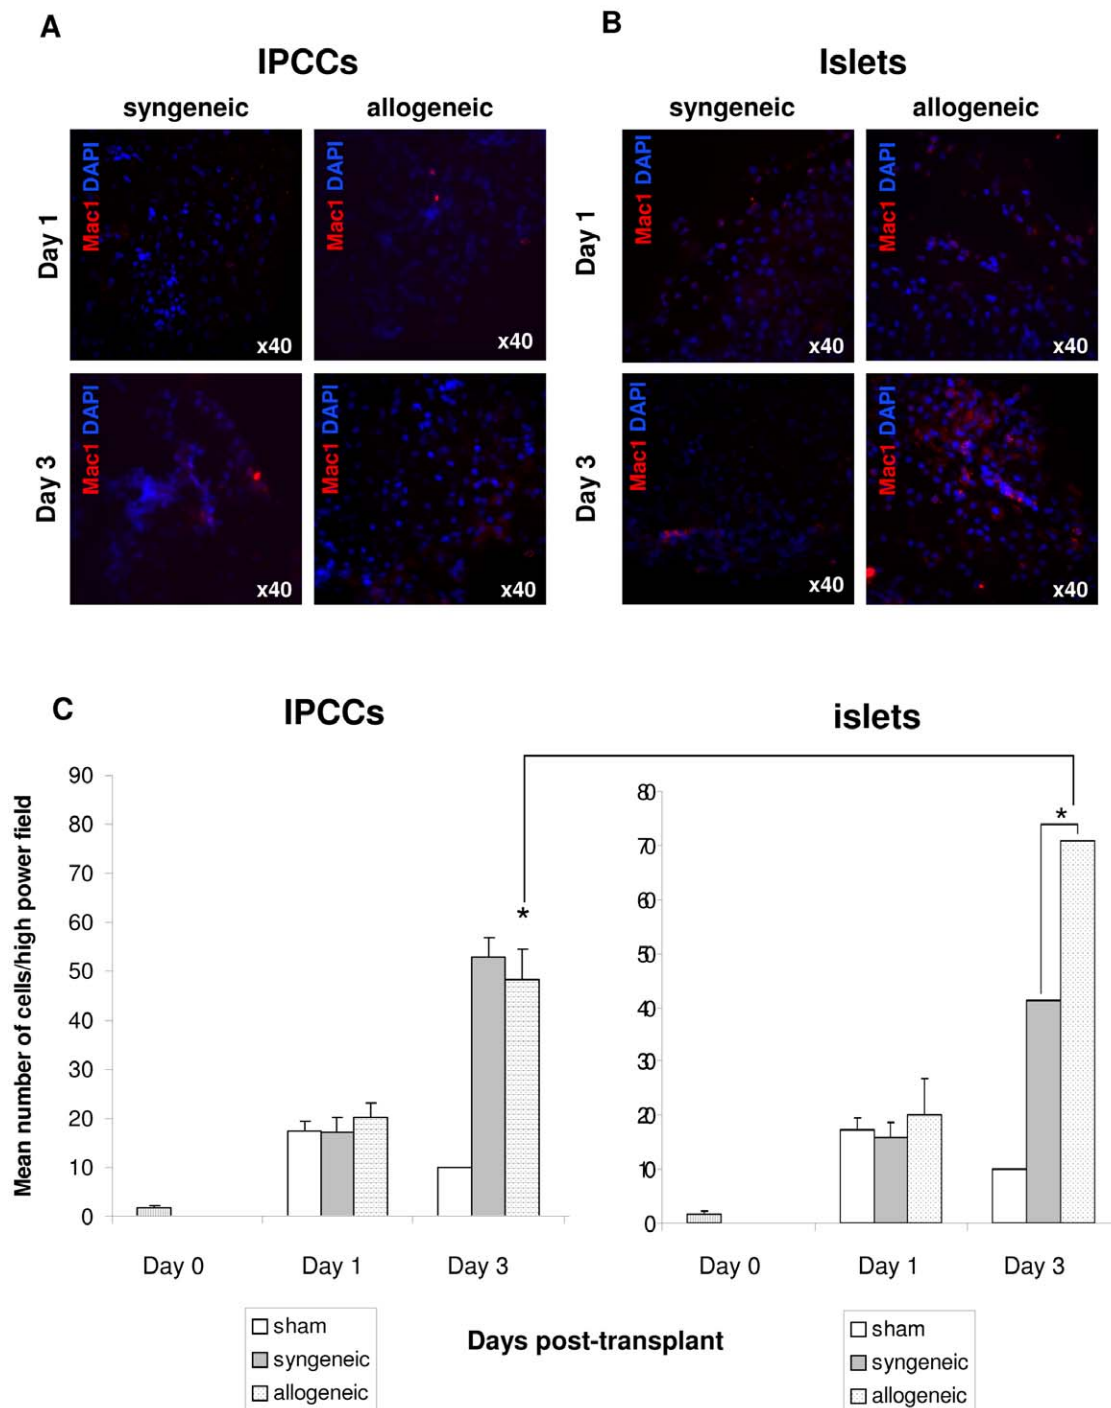 A
IPCCs
syngeneic allogeneic
Day 1
Mac1 DAPI
x40
Mac1 DAPI
x40
Day 3
Mac1 DAPI
x40
Mac1 DAPI
x40
B
Islets
syngeneic allogeneic
Day 1
Mac1 DAPI
x40
Mac1 DAPI
x40
Day 3
Mac1 DAPI
x40
Mac1 DAPI
x40
C
IPCCs
Mean number of cells/high power field
90
80
70
60
50
40
30
20
10
0
*
Day 0 Day 1 Day 3
sham
syngeneic
allogeneic
islets
80
70
60
50
40
30
20
10
0
*
Day 0 Day 1 Day 3
sham
syngeneic
allogeneic
Days post-transplant